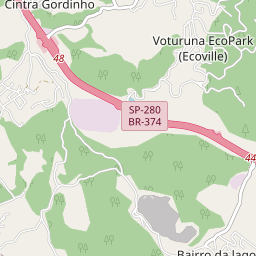 Cintra Gordinho
Voturuna EcoPark
(Ecoville)
48
SP-280
BR-374
44
Bairro da lago